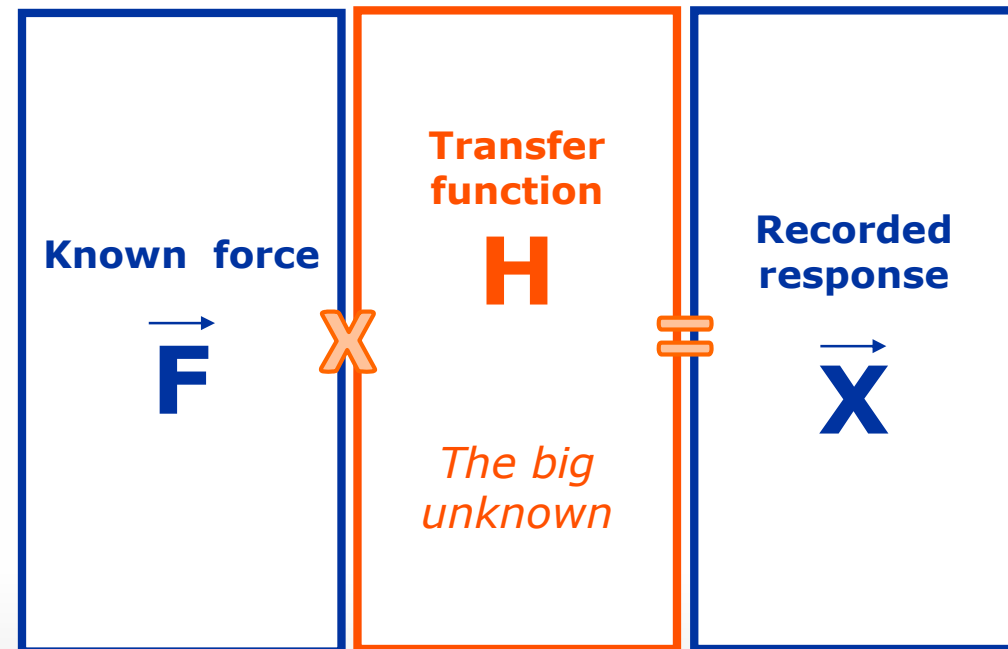 Known force
F
X
Transfer
function
H
The big
unknown
=
Recorded
response
X